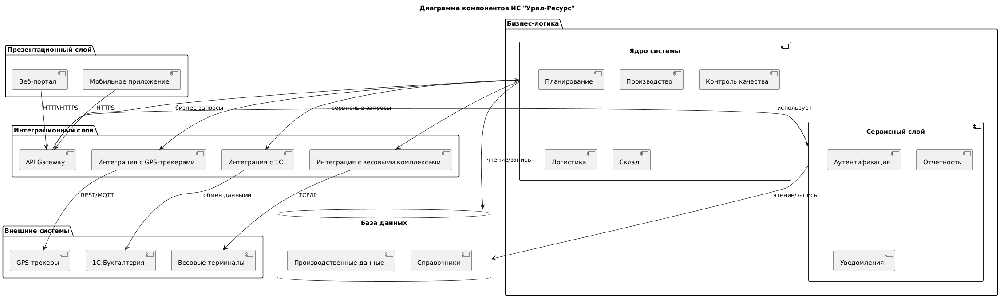 Диаграмма компонентов ИС "Урал-Ресурс"
Бизнес-логика
Презентационный слой
Ядро системы
Веб-портал
Мобильное приложение
Планирование
Производство
Контроль качества
HTTP/HTTPS
HTTPS
бизнес-запросы
сервисные запросы
использует
Интеграционный слой
Сервисный слой
API Gateway
Интеграция с GPS-трекерами
Интеграция с 1С
Интеграция с весовыми комплексами
чтение/запись
Логистика
Склад
Аутентификация
Отчетность
REST/MQTT
обмен данными
TCP/IP
чтение/запись
База данных
Внешние системы
GPS-трекеры
1С:Бухгалтерия
Весовые терминалы
Производственные данные
Справочники
Уведомления